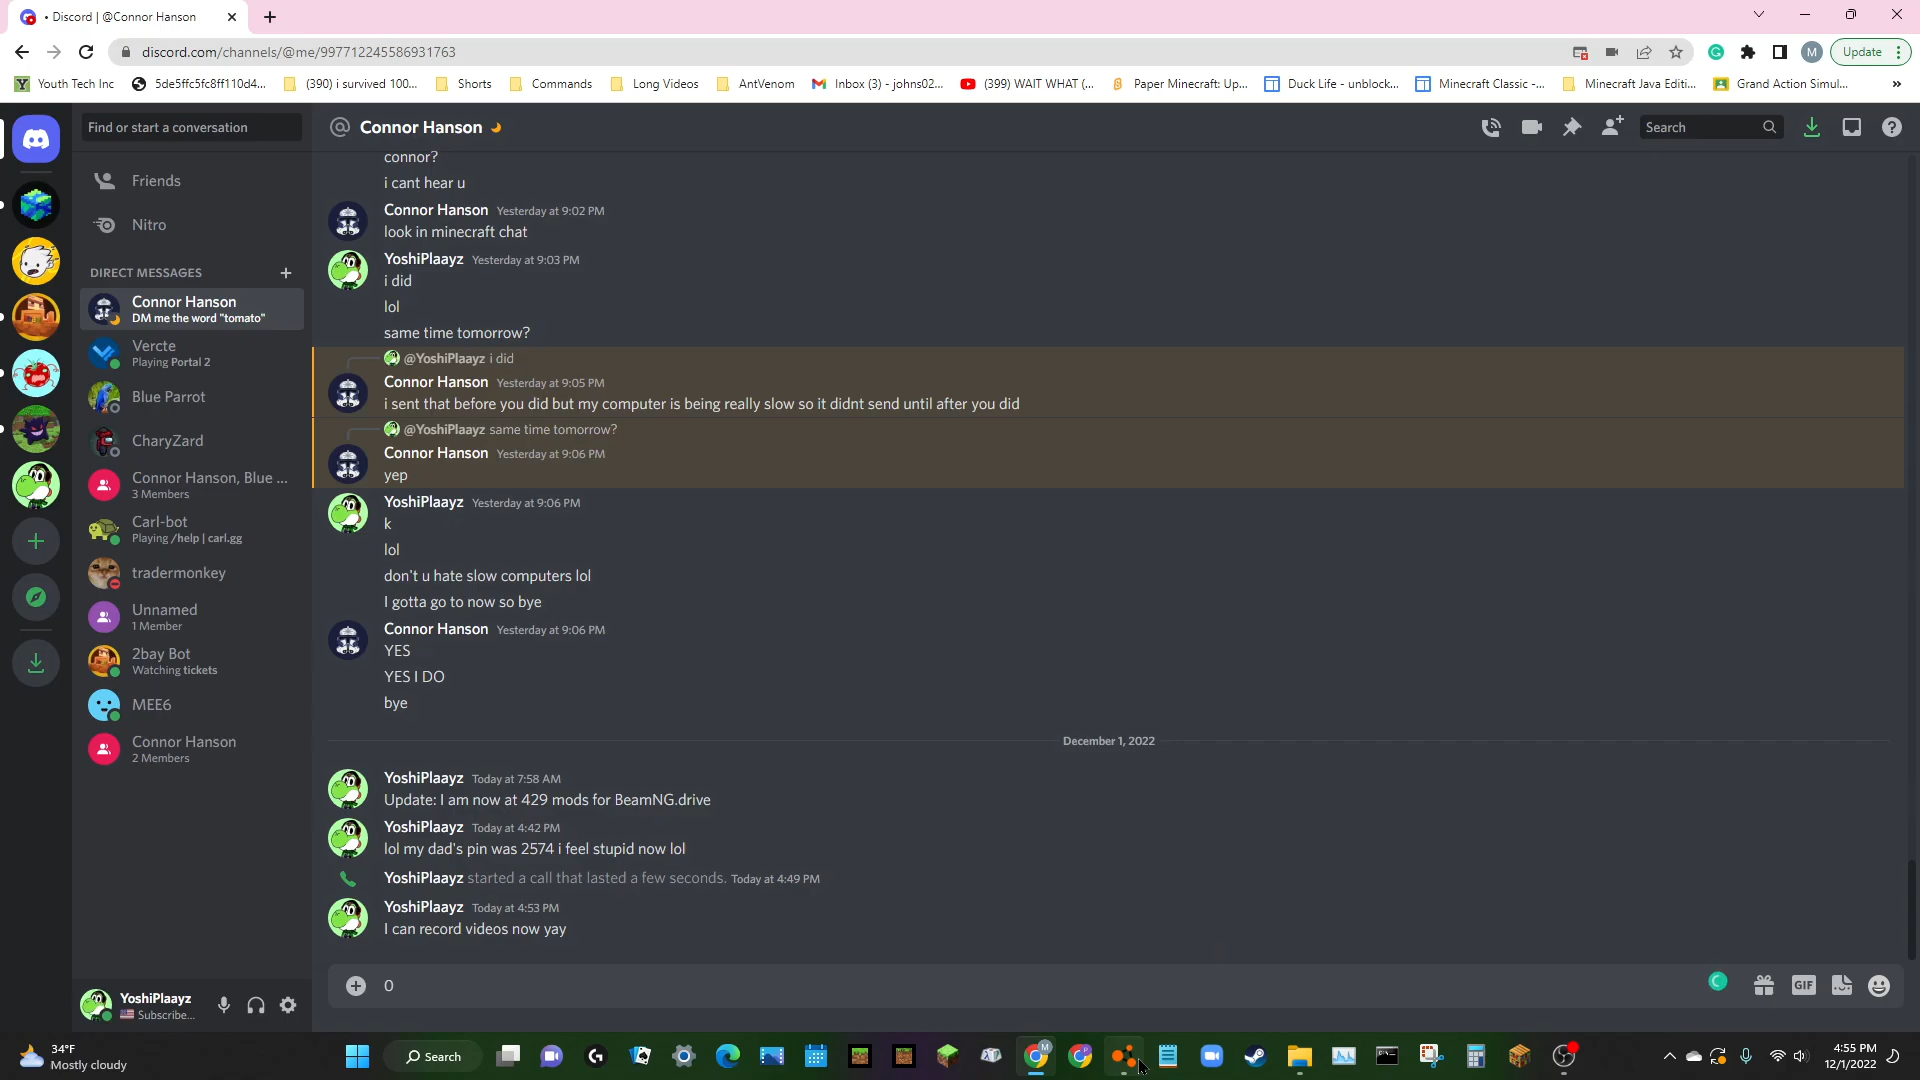 • Discord | @Connor Hanson
discord.com/channels/@me/997712245586931763
M
Update
Youth Tech Inc
5de5ffc5fc8ff110d4...
(390) i survived 100...
Shorts
Commands
Long Videos
AntVenom
Inbox (3) - johns02...
(399) WAIT WHAT (...
Paper Minecraft: Up...
Duck Life - unblock...
Minecraft Classic -...
Minecraft Java Editi...
Grand Action Simul...
»
Find or start a conversation
Connor Hanson
Search
Friends
Nitro
DIRECT MESSAGES
Connor Hanson
DM me the word "tomato"
Vercte
Playing Portal 2
Blue Parrot
CharyZard
Connor Hanson, Blue ...
3 Members
Carl-bot
Playing /help | carl.gg
tradermonkey
Unnamed
1 Member
2bay Bot
Watching tickets
MEE6
Connor Hanson
2 Members
YoshiPlaayz
Subscribe...
connor?
i cant hear u
Connor Hanson Yesterday at 9:02 PM
look in minecraft chat
YoshiPlaayz Yesterday at 9:03 PM
i did
lol
same time tomorrow?
@YoshiPlaayz i did
Connor Hanson Yesterday at 9:05 PM
i sent that before you did but my computer is being really slow so it didnt send until after you did
@YoshiPlaayz same time tomorrow?
Connor Hanson Yesterday at 9:06 PM
yep
YoshiPlaayz Yesterday at 9:06 PM
k
lol
don't u hate slow computers lol
I gotta go to now so bye
Connor Hanson Yesterday at 9:06 PM
YES
YES I DO
bye
December 1, 2022
YoshiPlaayz Today at 7:58 AM
Update: I am now at 429 mods for BeamNG.drive
YoshiPlaayz Today at 4:42 PM
lol my dad's pin was 2574 i feel stupid now lol
YoshiPlaayz started a call that lasted a few seconds. Today at 4:49 PM
YoshiPlaayz Today at 4:53 PM
I can record videos now yay
0
GIF
34°F
Mostly cloudy
Search
4:55 PM
12/1/2022